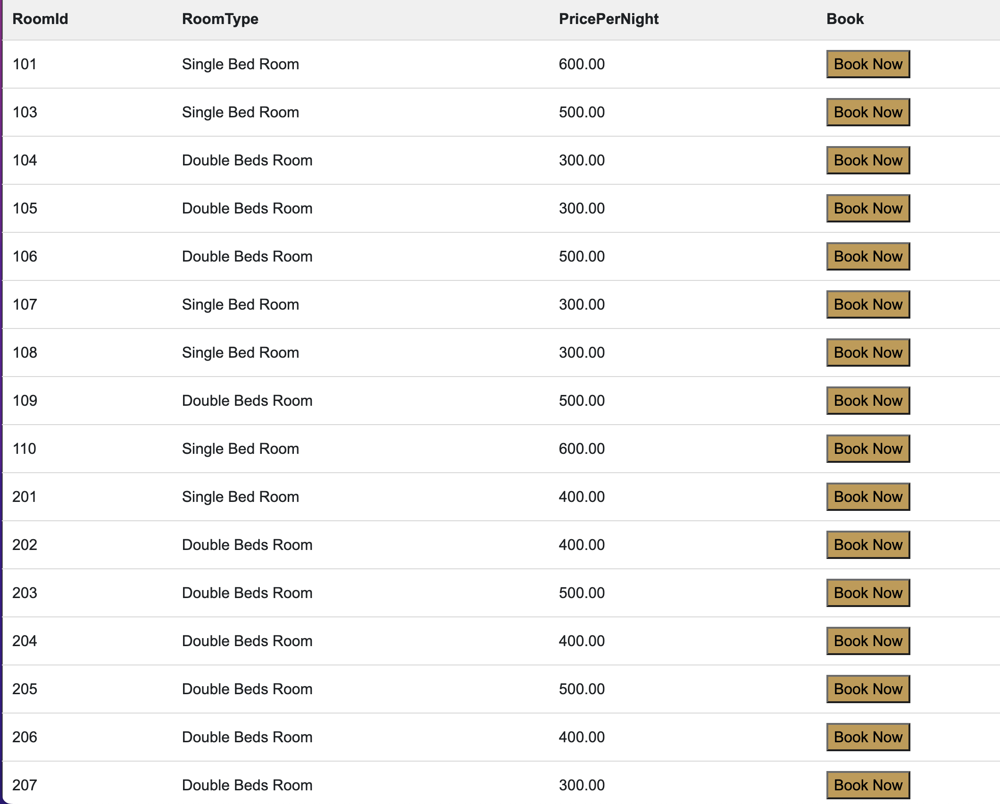 RoomId RoomType PricePerNight Book
101 Single Bed Room 600.00 Book Now
103 Single Bed Room 500.00 Book Now
104 Double Beds Room 300.00 Book Now
105 Double Beds Room 300.00 Book Now
106 Double Beds Room 500.00 Book Now
107 Single Bed Room 300.00 Book Now
108 Single Bed Room 300.00 Book Now
109 Double Beds Room 500.00 Book Now
110 Single Bed Room 600.00 Book Now
201 Single Bed Room 400.00 Book Now
202 Double Beds Room 400.00 Book Now
203 Double Beds Room 500.00 Book Now
204 Double Beds Room 400.00 Book Now
205 Double Beds Room 500.00 Book Now
206 Double Beds Room 400.00 Book Now
207 Double Beds Room 300.00 Book Now